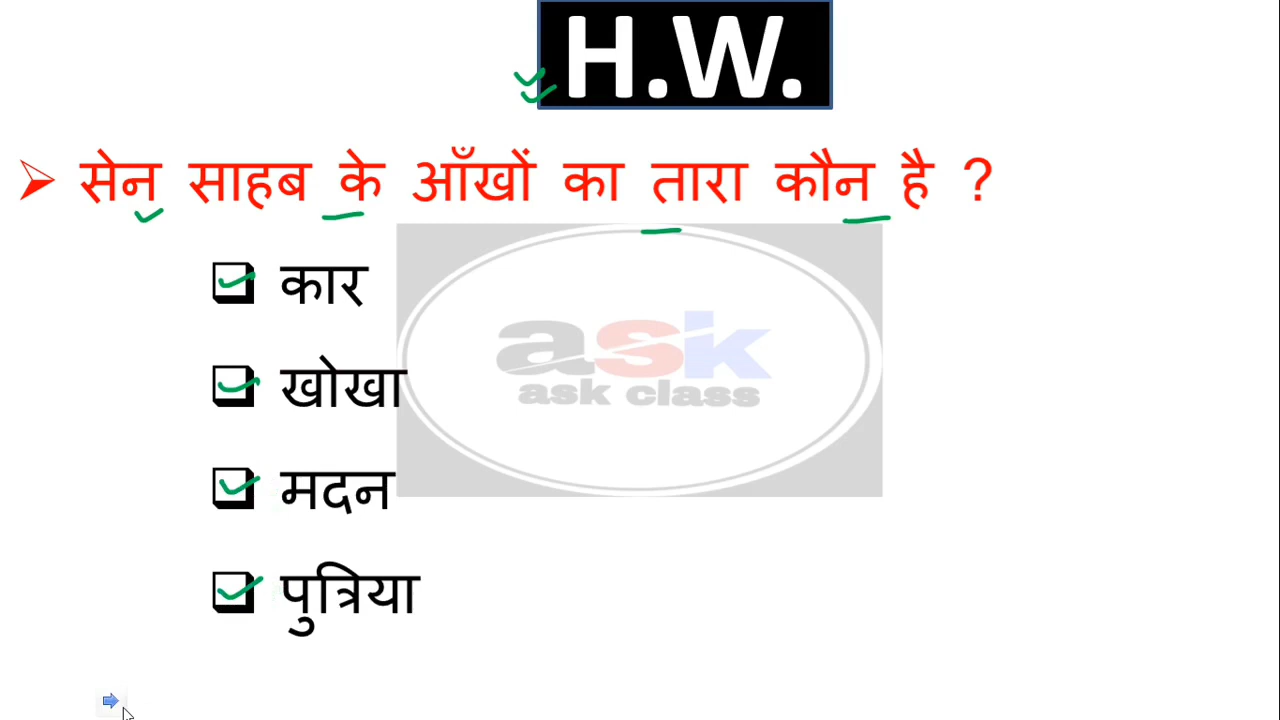 H.W.
सेन साहब के आँखों का तारा कौन है ?
कार
खोखा
ask
ask class
मदन
पुत्रिया